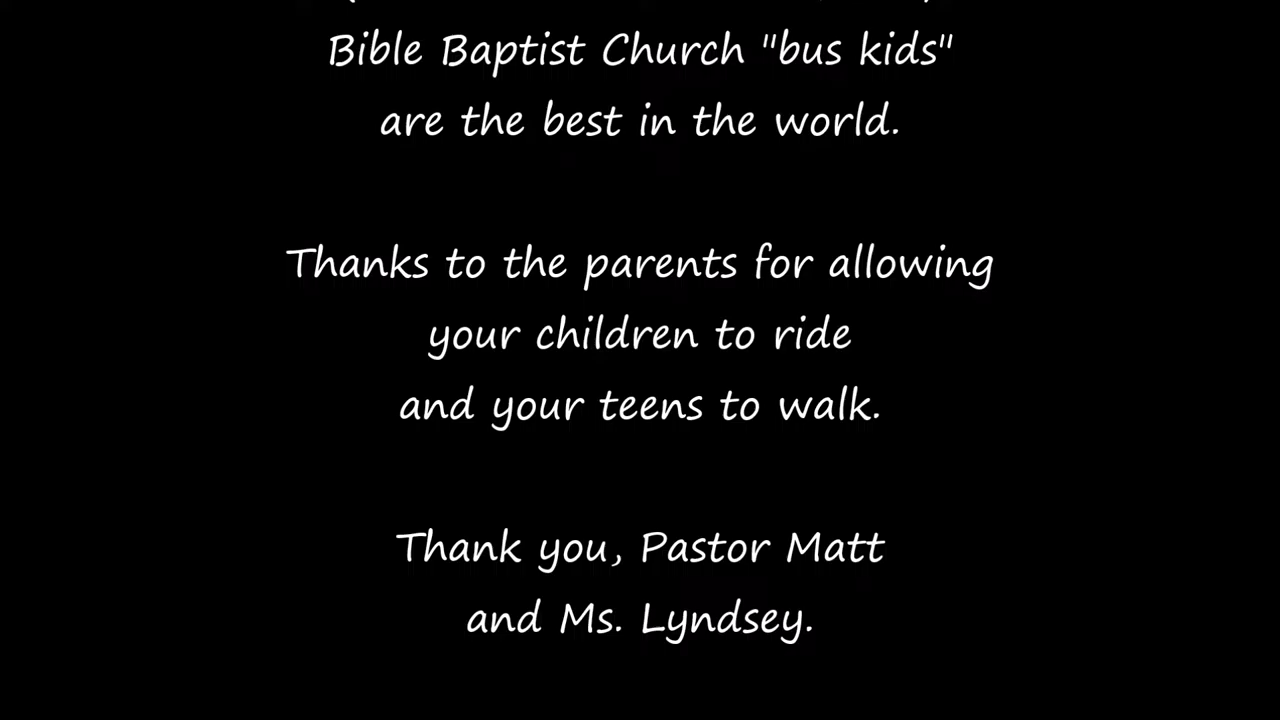 Bible Baptist Church "bus kids"
are the best in the world.
Thanks to the parents for allowing
your children to ride
and your teens to walk.
Thank you, Pastor Matt
and Ms. Lyndsey.